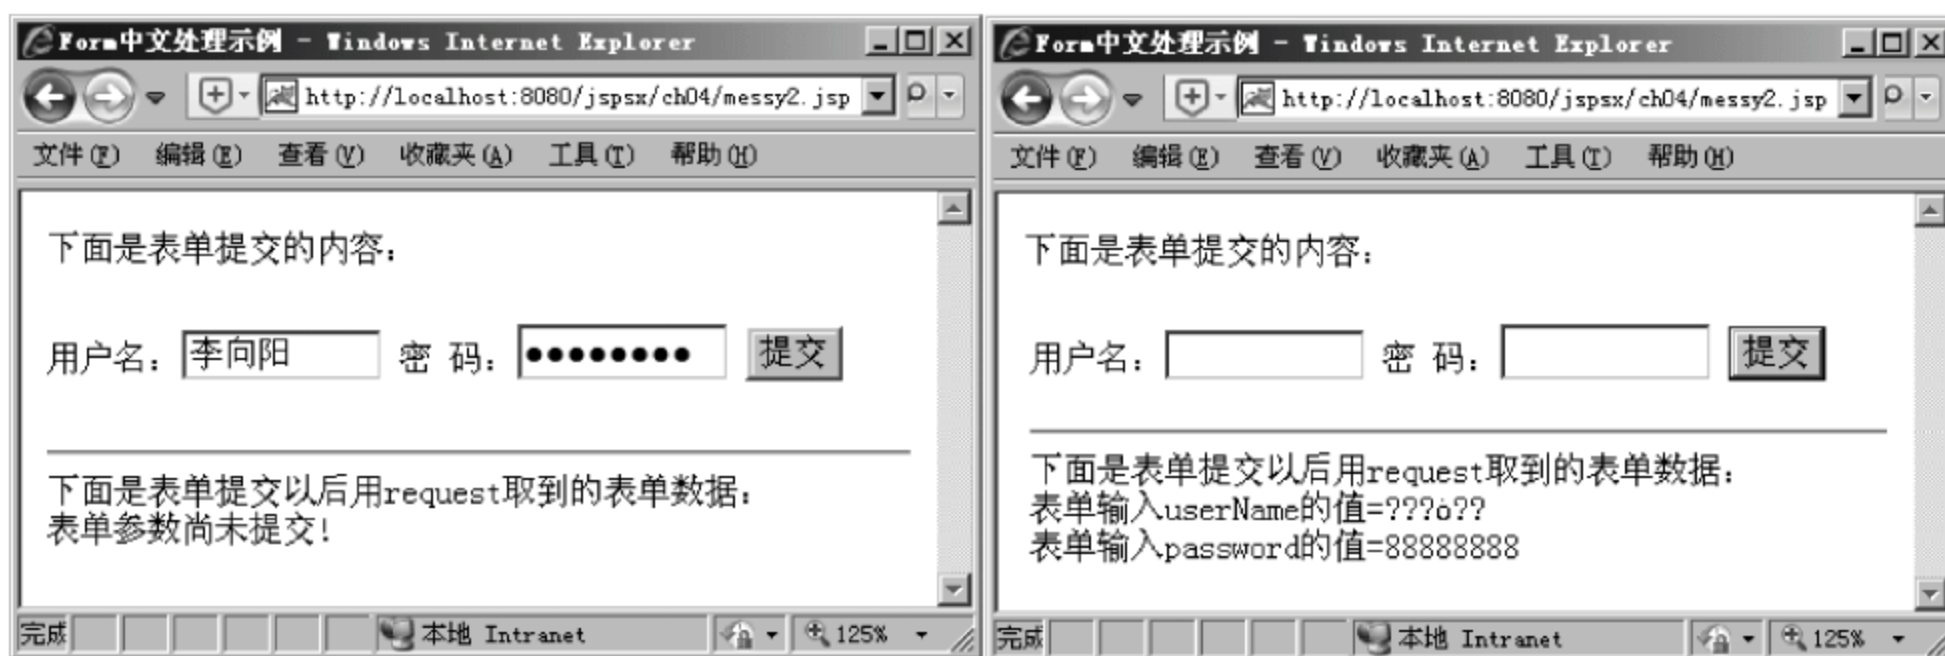 Form中文处理示例 - Windows Internet Explorer
http://localhost:8080/jspsx/ch04/messy2.jsp
文件(F) 编辑(E) 查看(V) 收藏夹(A) 工具(T) 帮助(H)
下面是表单提交的内容:
用户名: 李向阳 密 码: ●●●●●●●● 提交
下面是表单提交以后用request取到的表单数据:
表单参数尚未提交!
完成 本地 Intranet 125%
Form中文处理示例 - Windows Internet Explorer
http://localhost:8080/jspsx/ch04/messy2.jsp
文件(F) 编辑(E) 查看(V) 收藏夹(A) 工具(T) 帮助(H)
下面是表单提交的内容:
用户名: 密 码: 提交
下面是表单提交以后用request取到的表单数据:
表单输入userName的值=???ò??
表单输入password的值=88888888
完成 本地 Intranet 125%